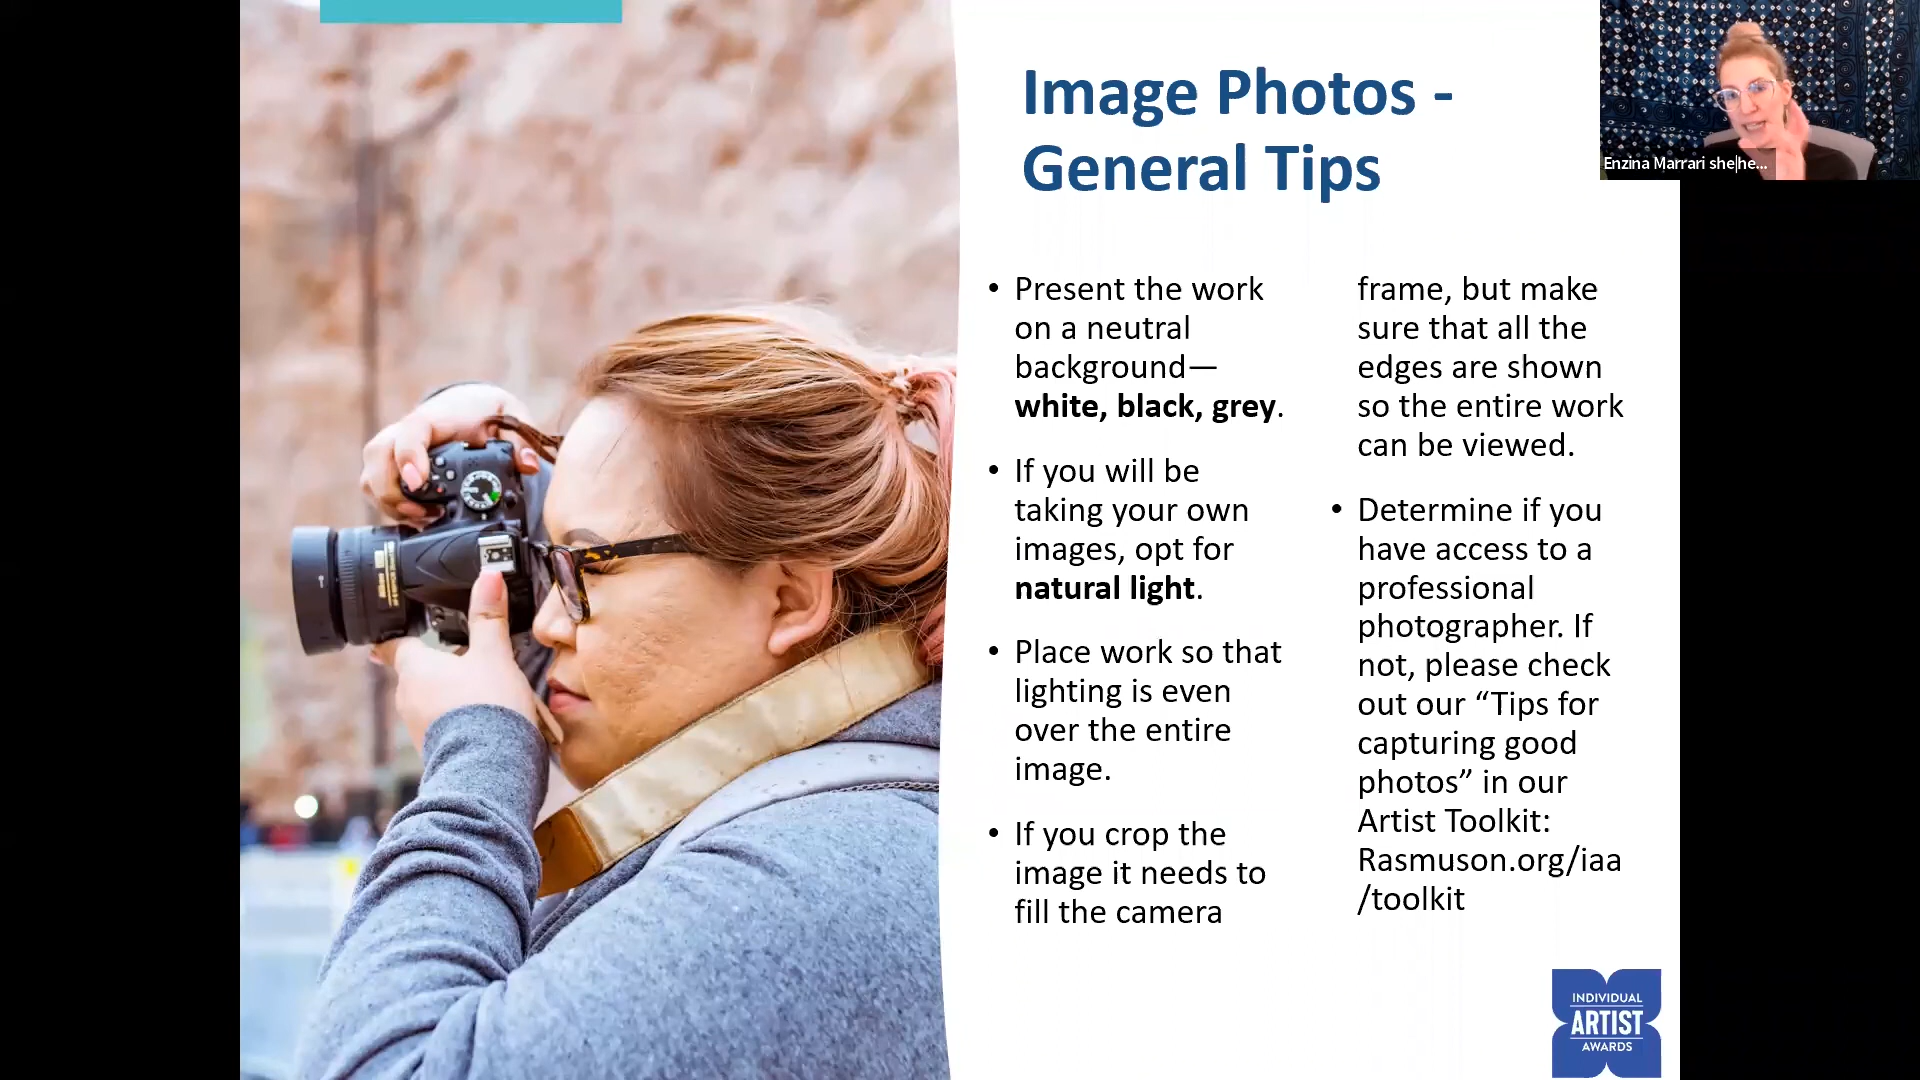 Image Photos -
General Tips
• Present the work
on a neutral
background—
white, black, grey.
• If you will be
taking your own
images, opt for
natural light.
• Place work so that
lighting is even
over the entire
image.
• If you crop the
image it needs to
fill the camera
frame, but make
sure that all the
edges are shown
so the entire work
can be viewed.
• Determine if you
have access to a
professional
photographer. If
not, please check
out our “Tips for
capturing good
photos” in our
Artist Toolkit:
Rasmuson.org/iaa
/toolkit
Enzina Marrari she|he...
INDIVIDUAL
ARTIST
AWARDS